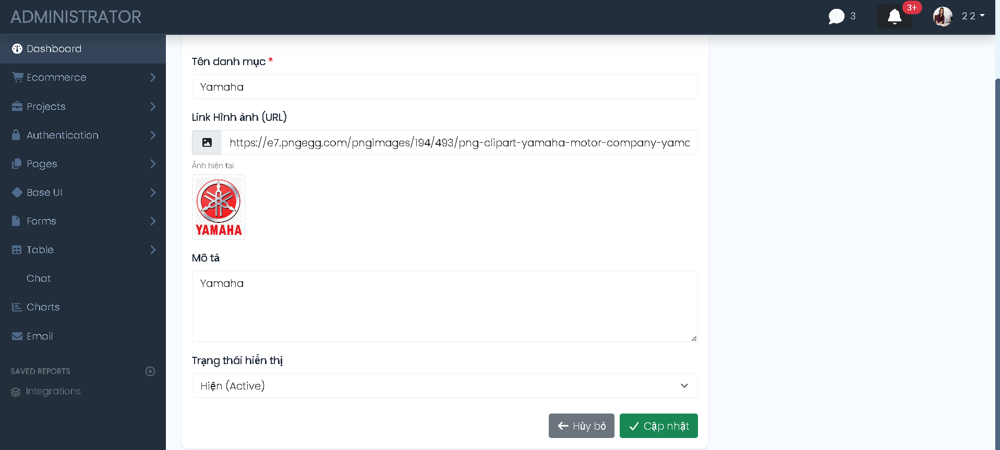 ADMINISTRATOR
3
3+
2 2
Dashboard
Ecommerce
Projects
Authentication
Pages
Base UI
Forms
Table
Chat
Charts
Email
SAVED REPORTS
Integrations
Tên danh mục *
Yamaha
Link Hình ảnh (URL)
https://e7.pngegg.com/pngimages/194/493/png-clipart-yamaha-motor-company-yama
Ảnh hiện tại:
YAMAHA
Mô tả
Yamaha
Trạng thái hiển thị
Hiện (Active)
Hủy bỏ
Cập nhật